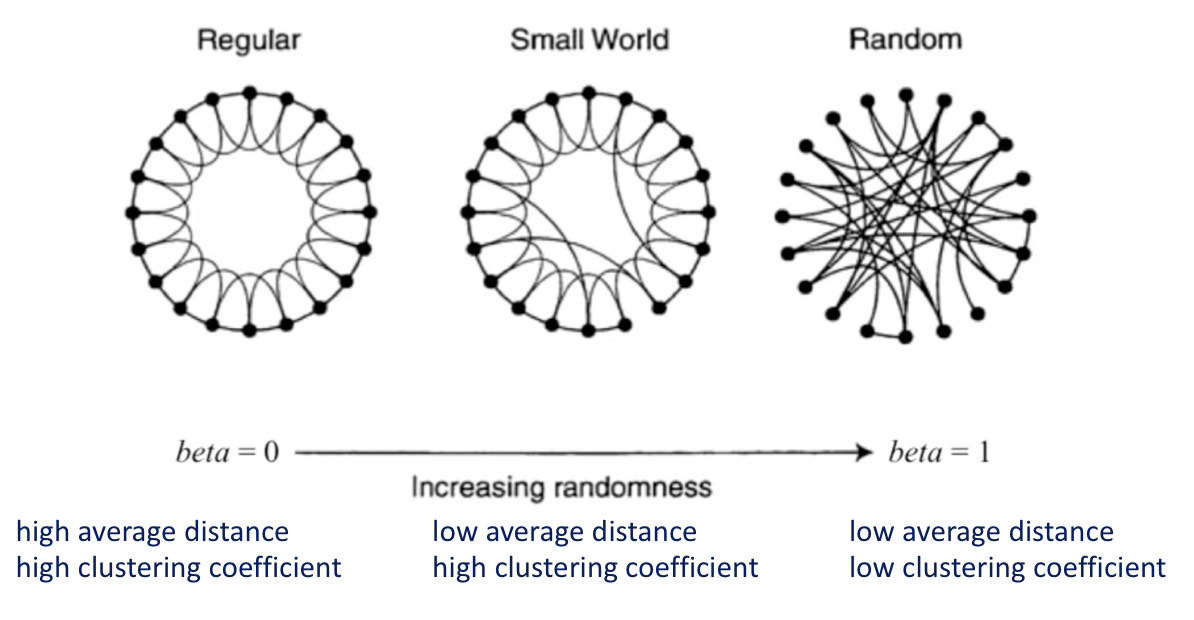 Regular
Small World
Random
beta = 0
beta = 1
Increasing randomness
high average distance
high clustering coefficient
low average distance
high clustering coefficient
low average distance
low clustering coefficient